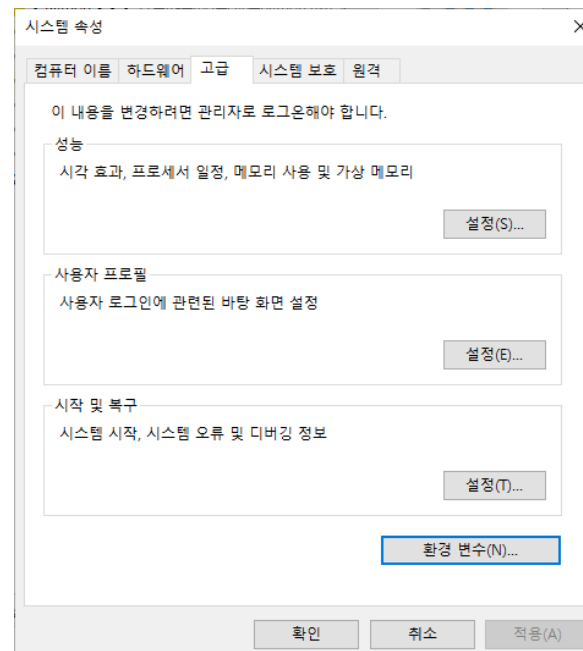 시스템 속성
컴퓨터 이름 하드웨어 고급 시스템 보호 원격
이 내용을 변경하려면 관리자로 로그온해야 합니다.
성능
시각 효과, 프로세서 일정, 메모리 사용 및 가상 메모리
설정(S)...
사용자 프로필
사용자 로그인에 관련된 바탕 화면 설정
설정(E)...
시작 및 복구
시스템 시작, 시스템 오류 및 디버깅 정보
설정(T)...
환경 변수(N)...
확인 취소 적용(A)